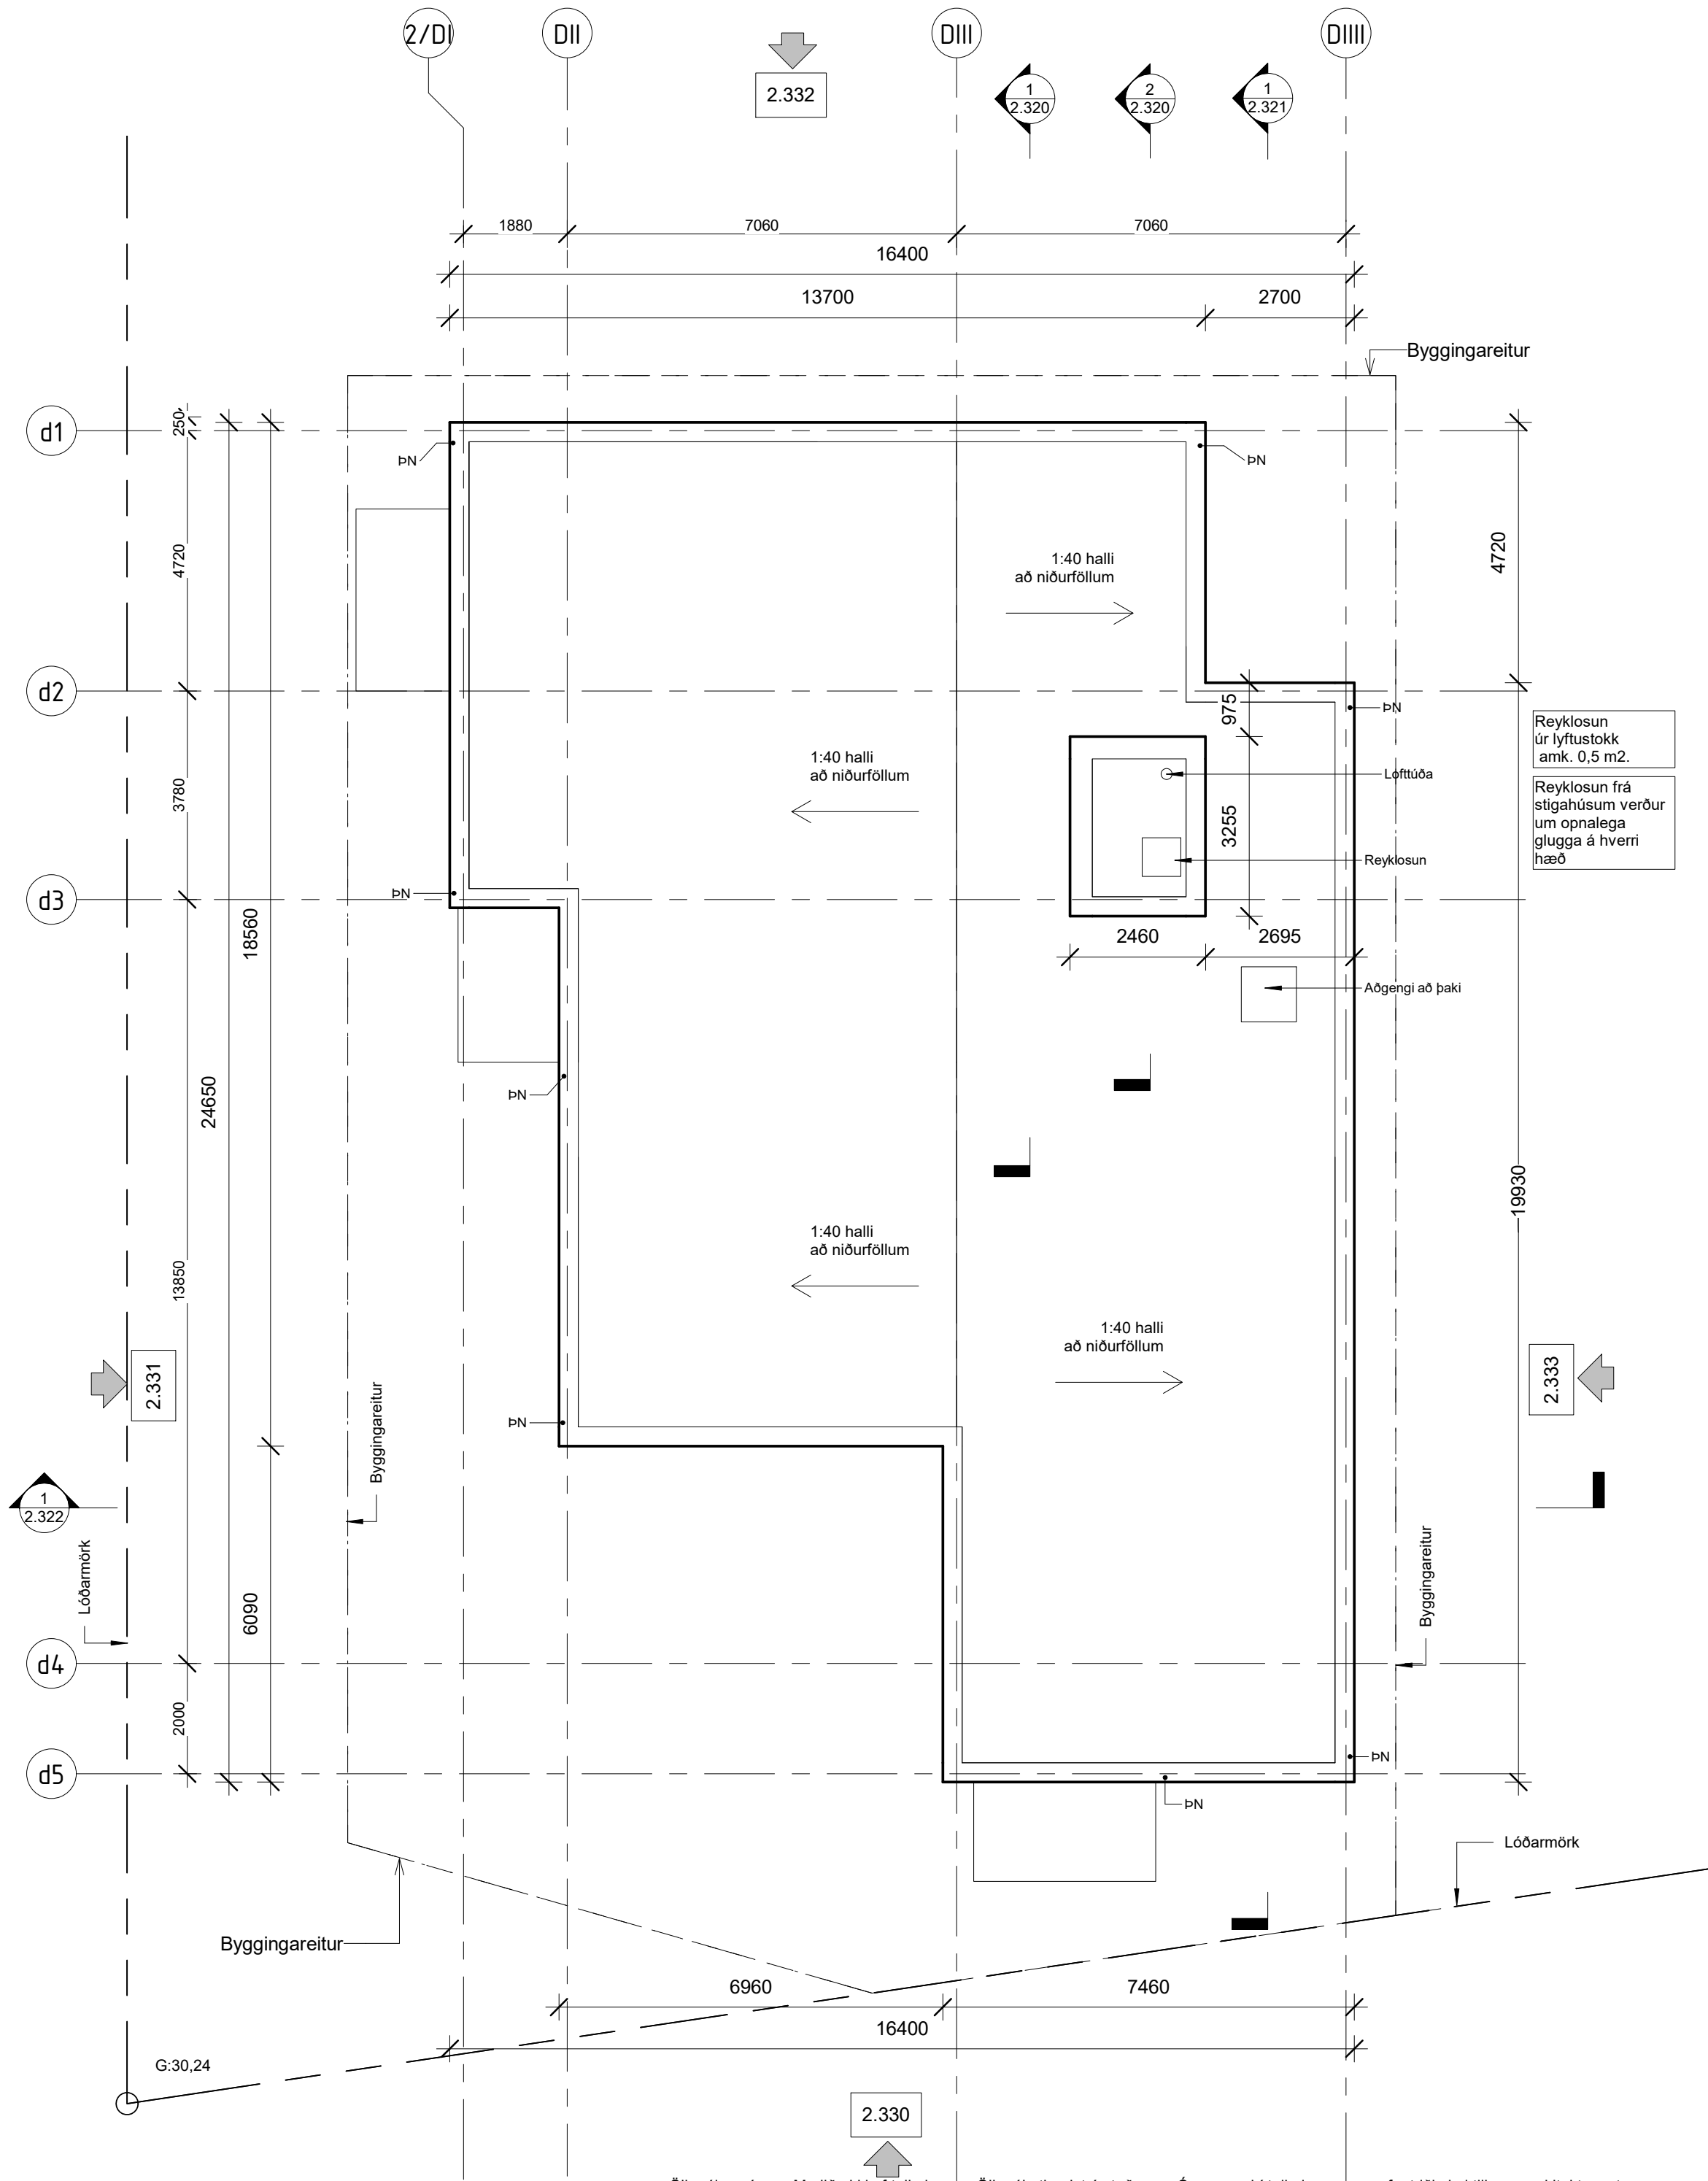 2/DI
DII
DIII
DIIII
2.332
1
2.320
2
2.320
1
2.321
1880
7060
7060
16400
13700
2700
Byggingareitur
d1
250
ÞN
ÞN
4720
4720
1:40 halli
að niðurföllum
d2
975
ÞN
Reyklosun
úr lyftustokk
amk. 0,5 m2.
1:40 halli
að niðurföllum
Lofttúða
3780
3255
Reyklosun frá
stigahúsum verður
um opnalega
glugga á hverri
hæð
Reyklosun
d3
ÞN
18560
2460
2695
Aðgengi að þaki
24650
ÞN
19930
1:40 halli
að niðurföllum
13850
1:40 halli
að niðurföllum
2.331
2.333
Byggingareitur
ÞN
1
2.322
Lóðarmörk
Byggingareitur
6090
d4
2000
d5
ÞN
ÞN
Lóðarmörk
Byggingareitur
6960
7460
16400
G:30,24
2.330